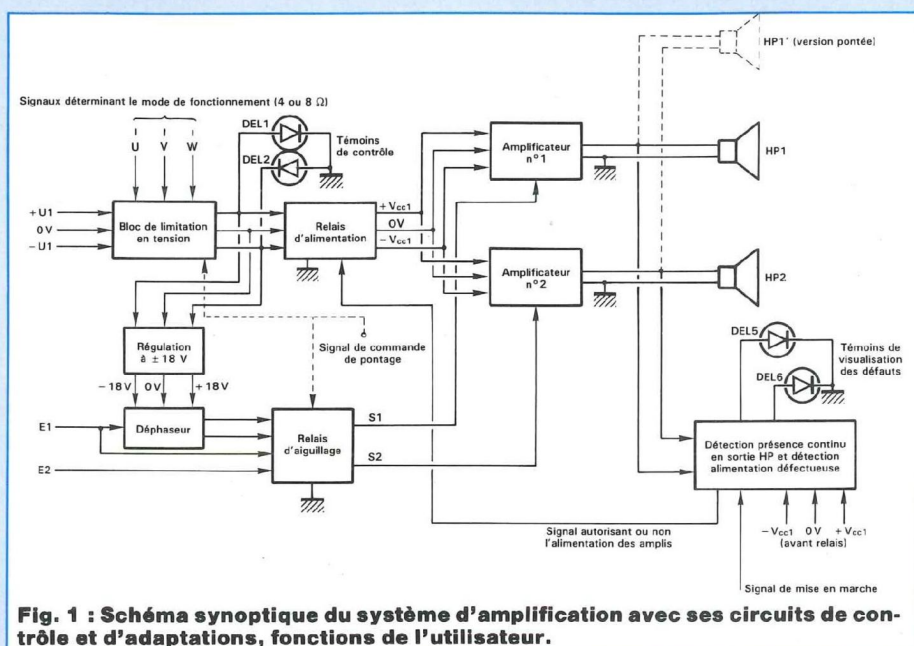 HP1' (version pontée)
Signaux déterminant le mode de fonctionnement (4 ou 8 Ω)
U V W
DEL1
DEL2
Témoins
de contrôle
+U1
0V
-U1
Bloc de limitation
en tension
Relais
d'alimentation
+Vcc1
0V
-Vcc1
Amplificateur
n°1
HP1
Amplificateur
n°2
HP2
Régulation
à ± 18 V
Signal de commande
de pontage
-18V 0V +18V
E1
Déphaseur
E2
Relais
d'aiguillage
S1
S2
DEL5
DEL6
Témoins de
visualisation
des défauts
Détection présence continu
en sortie HP et détection
alimentation défectueuse
Signal autorisant ou non
l'alimentation des amplis
-Vcc1 0V +Vcc1
(avant relais)
Signal de mise en marche
Fig. 1 : Schéma synoptique du système d'amplification avec ses circuits de con-
trôle et d'adaptations, fonctions de l'utilisateur.